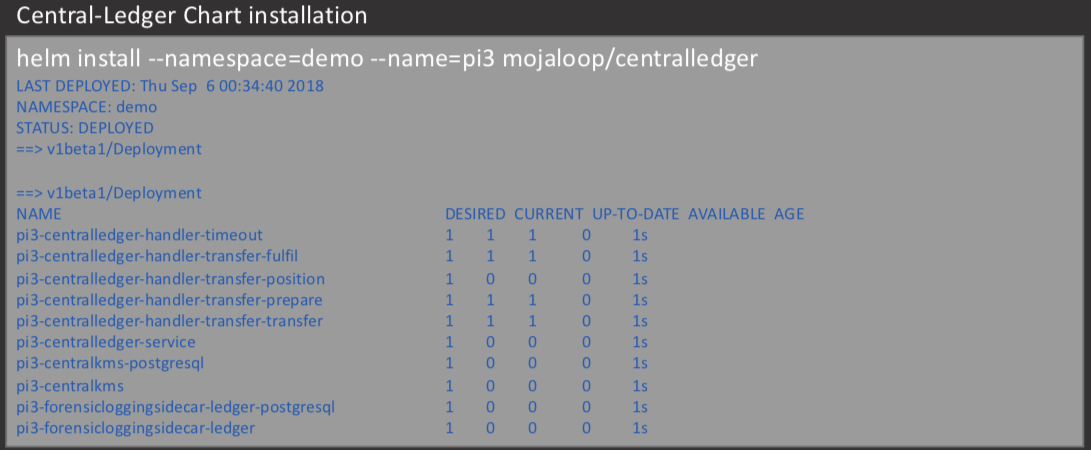 Central-Ledger Chart installation
helm install --namespace=demo --name=pi3 mojaloop/centralledger
LAST DEPLOYED: Thu Sep  6 00:34:40 2018
NAMESPACE: demo
STATUS: DEPLOYED
==> v1beta1/Deployment
==> v1beta1/Deployment
NAME DESIRED CURRENT UP-TO-DATE AVAILABLE AGE
pi3-centralledger-handler-timeout 1 1 1 0 1s
pi3-centralledger-handler-transfer-fulfil 1 1 1 0 1s
pi3-centralledger-handler-transfer-position 1 0 0 0 1s
pi3-centralledger-handler-transfer-prepare 1 1 1 0 1s
pi3-centralledger-handler-transfer-transfer 1 1 1 0 1s
pi3-centralledger-service 1 0 0 0 1s
pi3-centralkms-postgresql 1 0 0 0 1s
pi3-centralkms 1 0 0 0 1s
pi3-forensicloggingsidecar-ledger-postgresql 1 0 0 0 1s
pi3-forensicloggingsidecar-ledger 1 0 0 0 1s